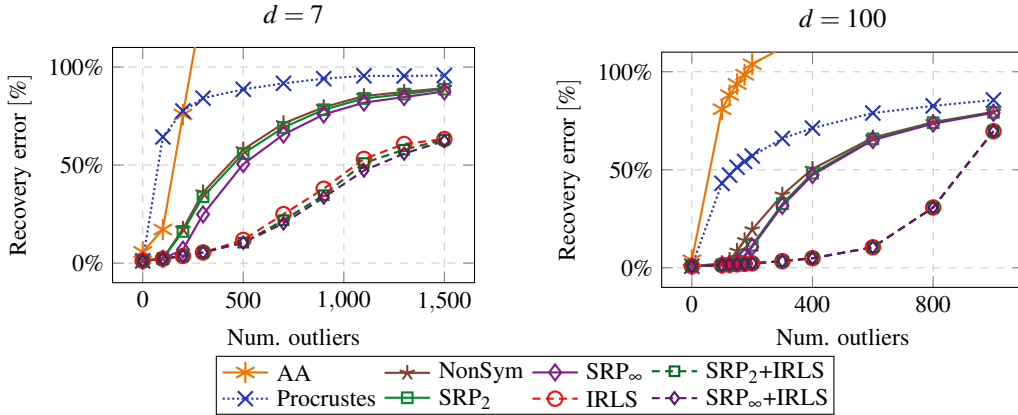 d = 7
d = 100
Recovery error [%]
100%
50%
0%
0
500
1,000
1,500
Num. outliers
Recovery error [%]
100%
50%
0%
0
400
800
Num. outliers
AA
NonSym
SRP∞
SRP₂+IRLS
Procrustes
SRP₂
IRLS
SRP∞+IRLS